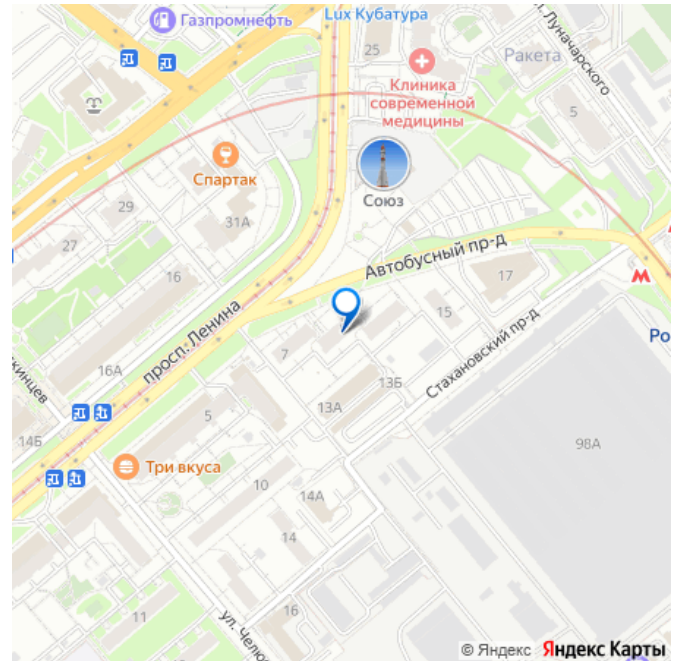 Газпромнефть
Lux Кубатура
ул. Луначарского
25
Ракета
Клиника
современной
медицины
5
Спартак
Союз
29
31А
27
16
Автобусный пр-д
17
М
Ро
просп. Ленина
15
7
Стахановский пр-д
16А
13Б
кинцев
5
13А
14Б
98А
Три вкуса
10
14А
14
11
16
ул. Челю
© Яндекс Яндекс Карты